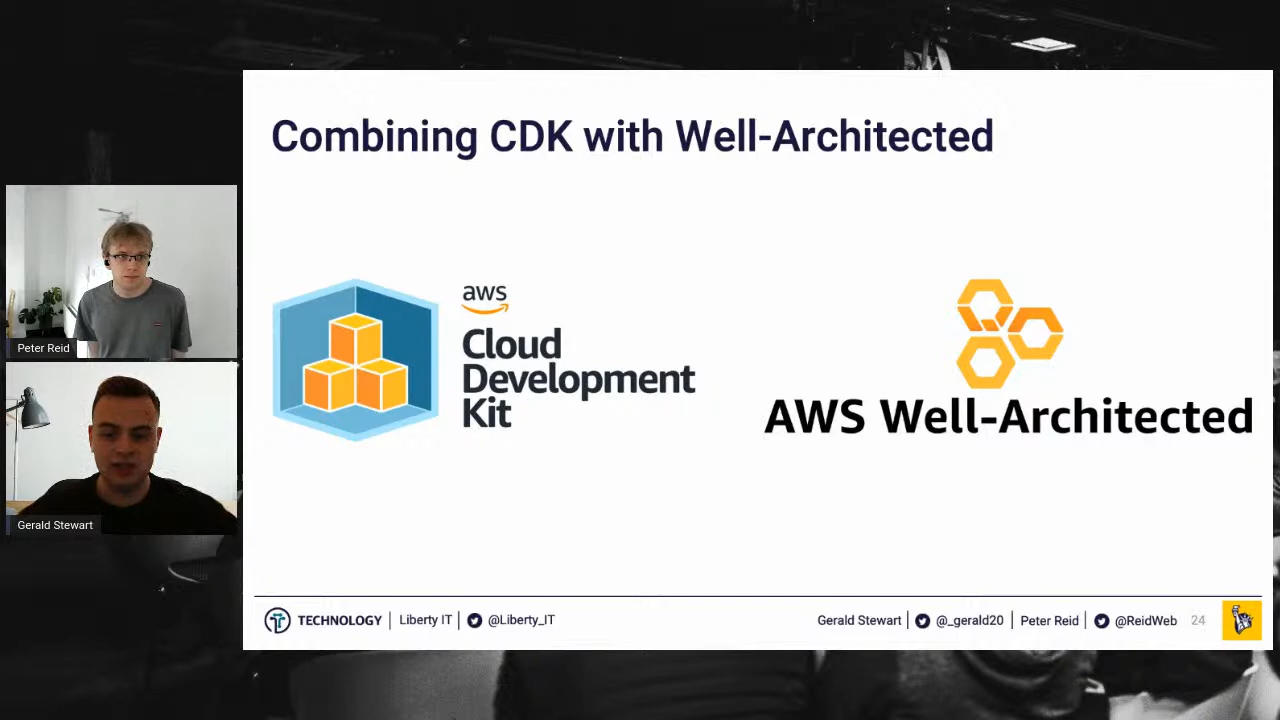 Combining CDK with Well-Architected
aws
Cloud
Development
Kit
AWS Well-Architected
Peter Reid
Gerald Stewart
TECHNOLOGY | Liberty IT | @Liberty_IT
Gerald Stewart | @_gerald20 | Peter Reid | @ReidWeb 24